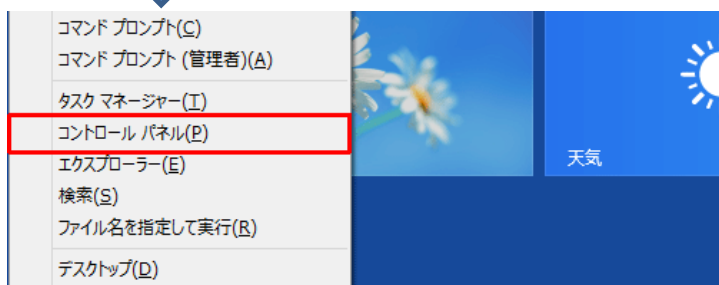 コマンド プロンプト(C)
コマンド プロンプト (管理者)(A)
タスク マネージャー(T)
コントロール パネル(P)
エクスプローラー(E)
天気
検索(S)
ファイル名を指定して実行(R)
デスクトップ(D)